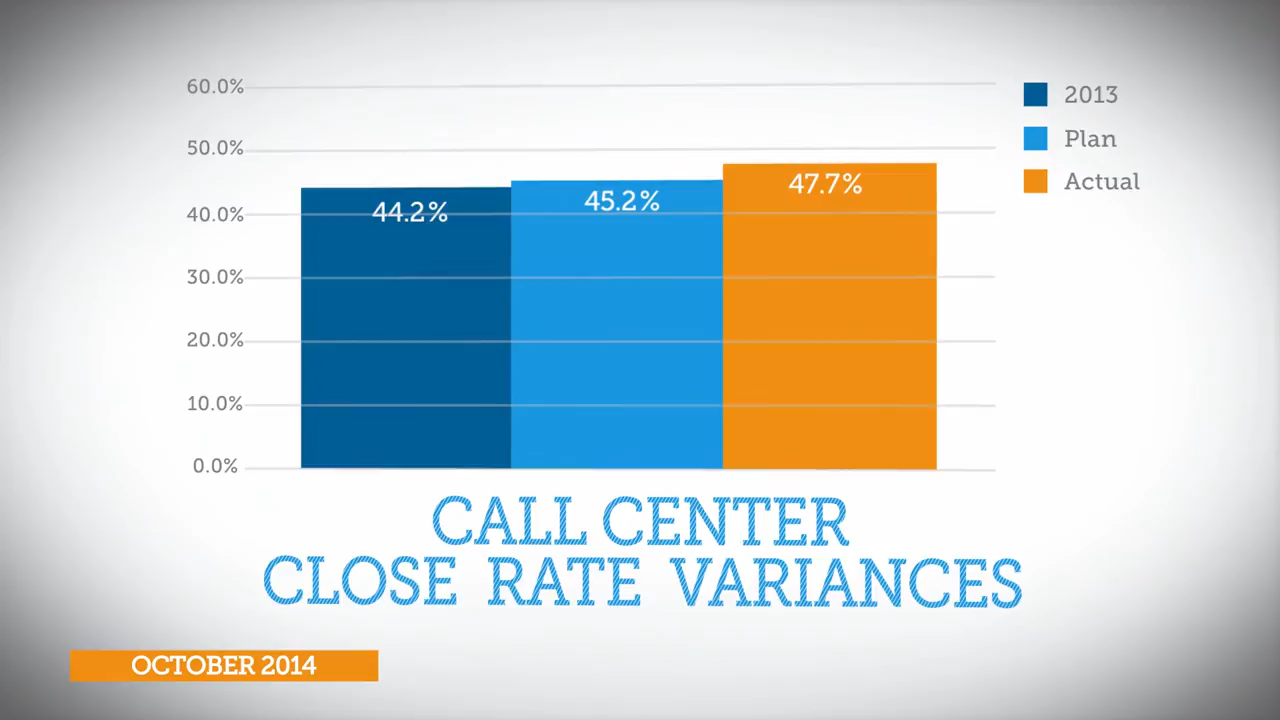 60.0%
50.0%
40.0%
30.0%
20.0%
10.0%
0.0%
44.2%
45.2%
47.7%
2013
Plan
Actual
CALL CENTER
CLOSE RATE VARIANCES
OCTOBER 2014